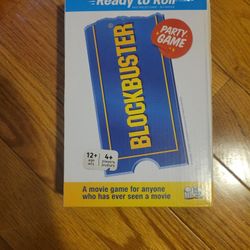 Ready to Roll
PARTY
GAME
BLOCKBUSTER
12+
4+
A movie game for anyone
who has ever seen a movie